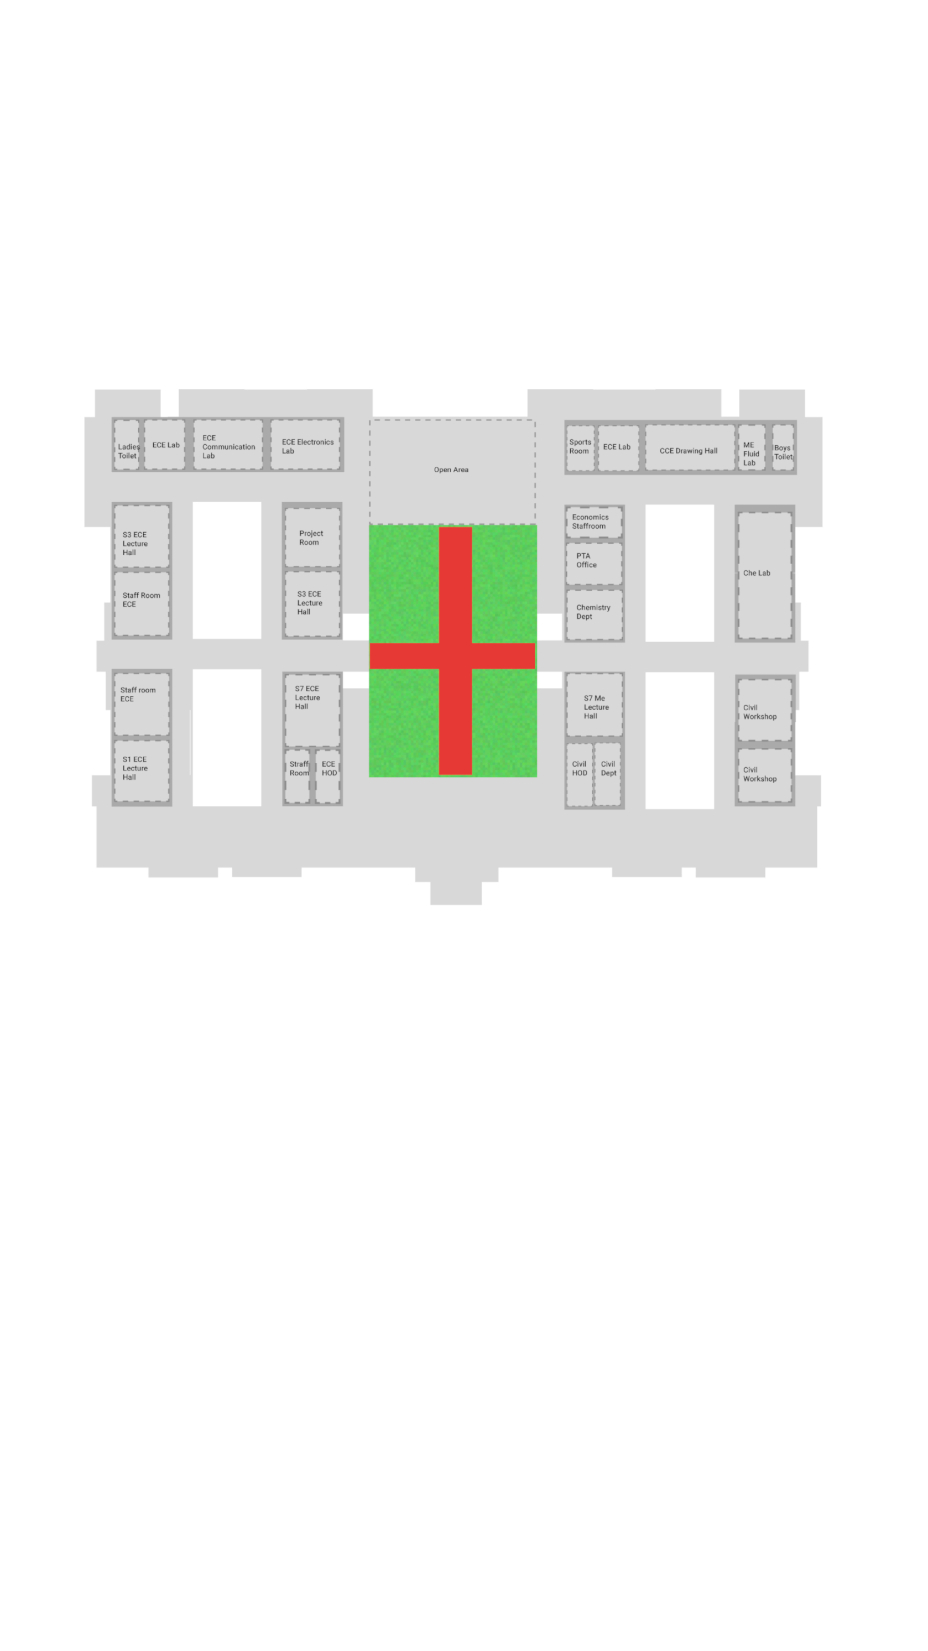 Ladies
Toilet
ECE Lab
ECE
Communication
Lab
ECE Electronics
Lab
Open Area
Sports
Room
ECE Lab
CCE Drawing Hall
ME
Fluid
Lab
Boys
Toilet
S3 ECE
Lecture
Hall
Staff Room
ECE
Project
Room
S3 ECE
Lecture
Hall
Economics
Staffroom
PTA
Office
Chemistry
Dept
Che Lab
Staff room
ECE
S1 ECE
Lecture
Hall
S7 ECE
Lecture
Hall
Straff
Room
ECE
HOD
S7 Me
Lecture
Hall
Civil
HOD
Civil
Dept
Civil
Workshop
Civil
Workshop